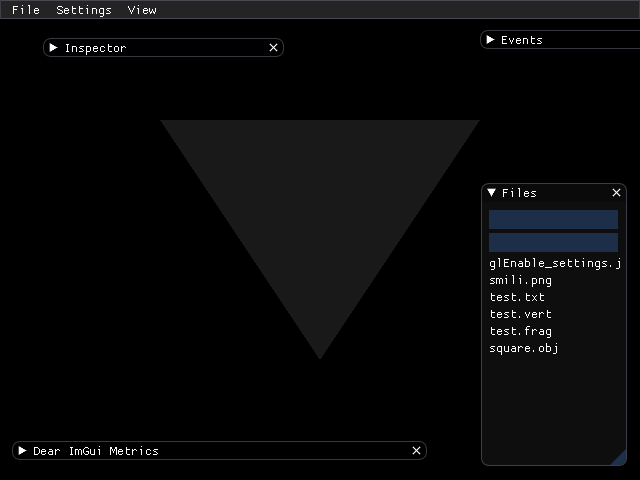 File Settings View
Inspector
Events
Files
glEnable_settings.j
smili.png
test.txt
test.vert
test.frag
square.obj
Dear ImGui Metrics